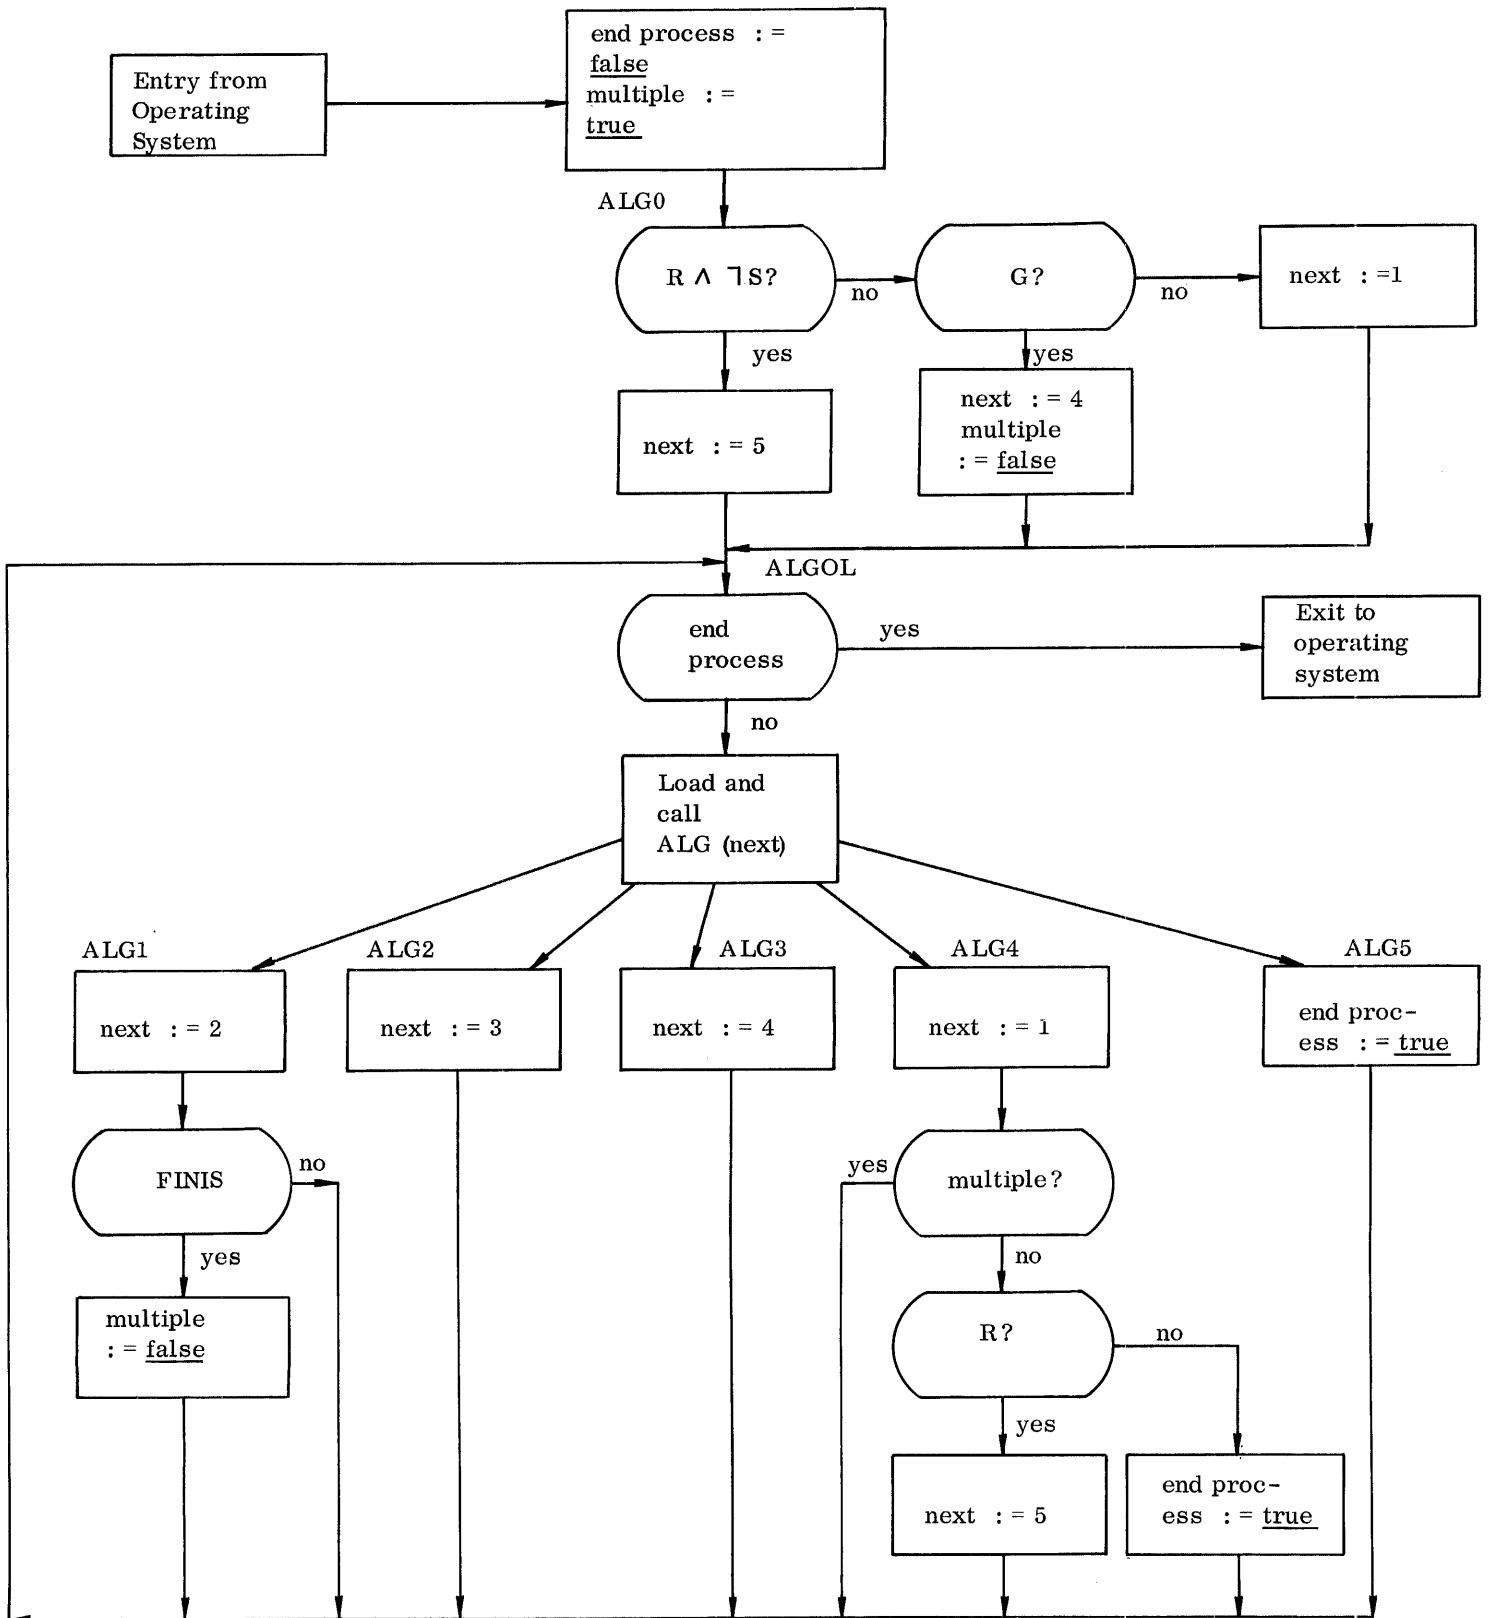 Entry from
Operating
System
end process : =
false
multiple : =
true
ALG0
R ∧ ¬S?
no
G?
no
next : =1
yes
yes
next : = 5
next : = 4
multiple
: = false
ALGOL
end
process
yes
Exit to
operating
system
no
Load and
call
ALG (next)
ALG1
ALG2
ALG3
ALG4
ALG5
next : = 2
next : = 3
next : = 4
next : = 1
end proc-
ess : = true
FINIS
no
yes
multiple?
yes
no
multiple
: = false
R?
no
yes
next : = 5
end proc-
ess : = true